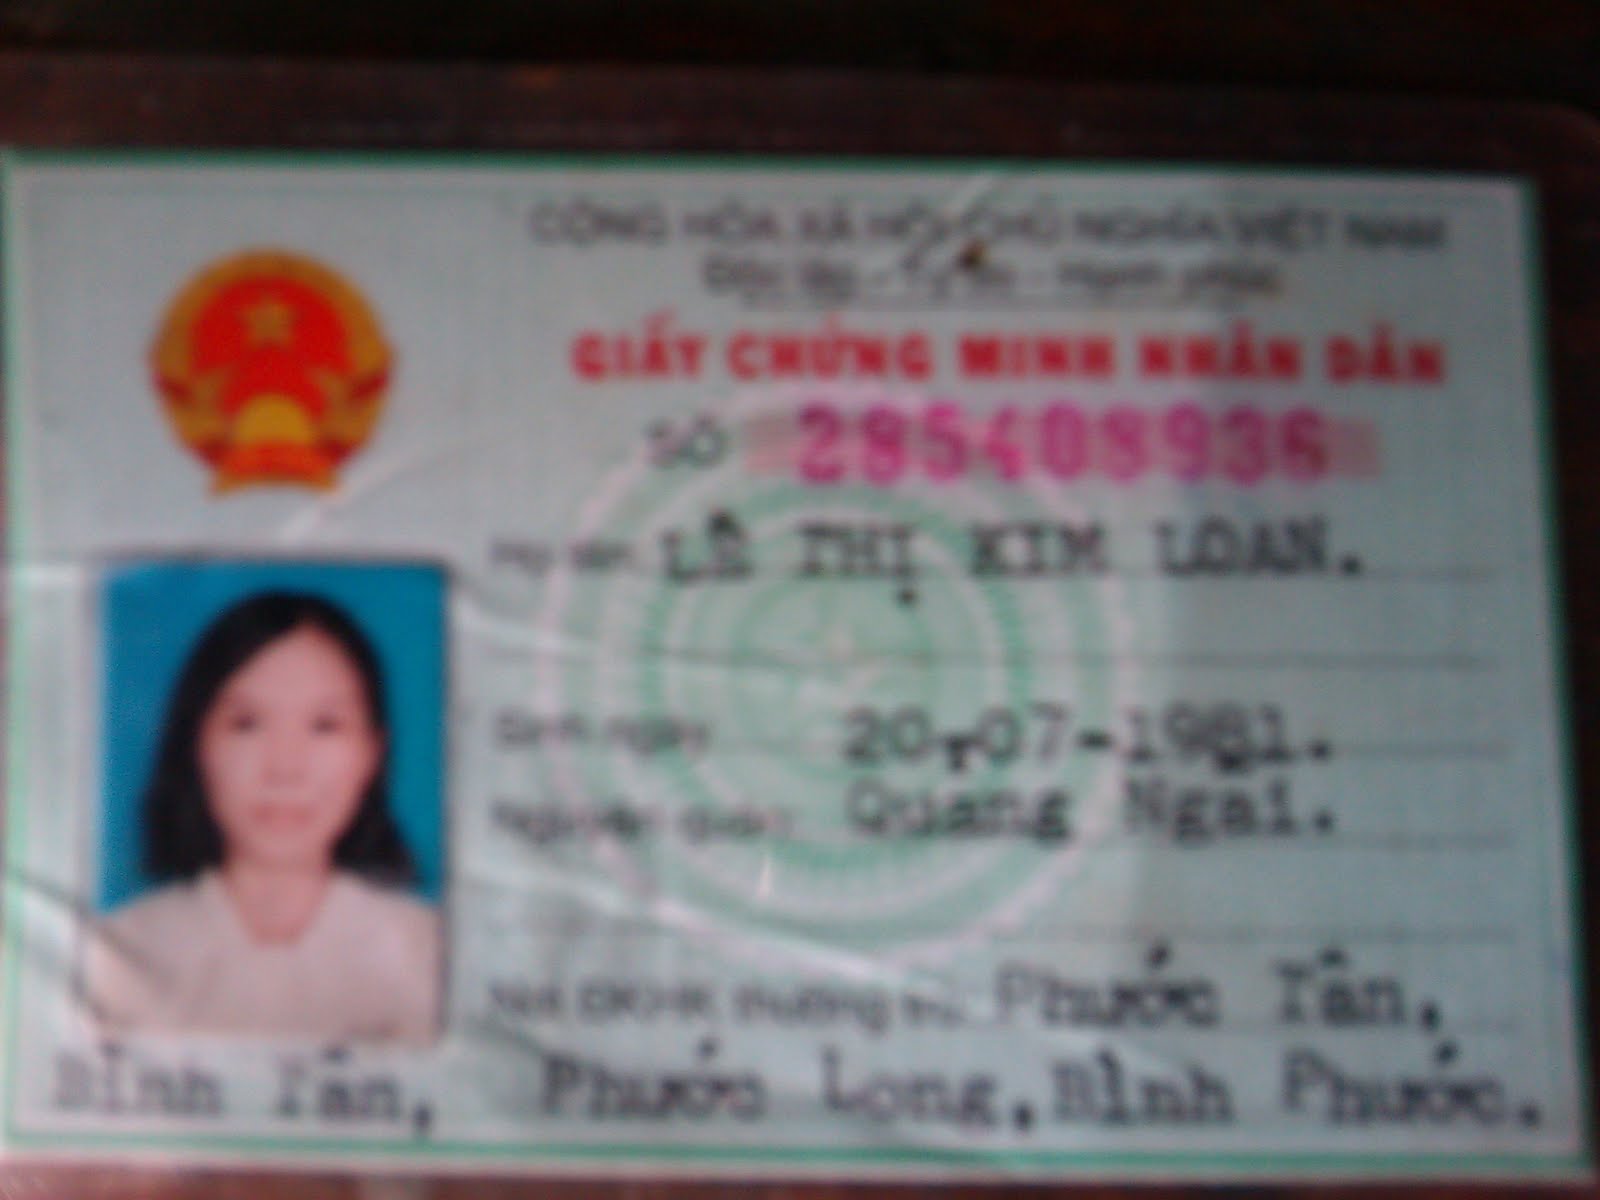 CỘNG HÒA XÃ HỘI CHỦ NGHĨA VIỆT NAM
Độc lập - Tự do - Hạnh phúc
GIẤY CHỨNG MINH NHÂN DÂN
SỐ 285408936
Họ tên LÊ THỊ KIM LOAN.
Sinh ngày 20-07-1981.
Nguyên quán Quảng Ngãi.
Nơi ĐKHK thường trú Phước Tân,
Bình Tân, Phước Long, Bình Phước.